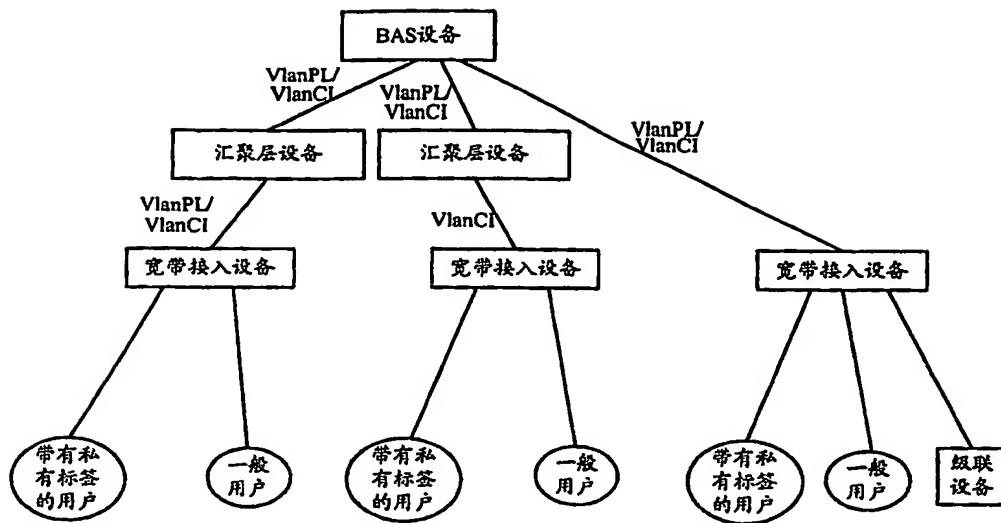 BAS设备
VlanPL/
VlanCI
VlanPL/
VlanCI
VlanPL/
VlanCI
汇聚层设备
汇聚层设备
VlanPL/
VlanCI
VlanCI
宽带接入设备
宽带接入设备
宽带接入设备
带有私
有标签
的用户
一般
用户
带有私
有标签
的用户
一般
用户
带有私
有标签
的用户
一般
用户
级联
设备